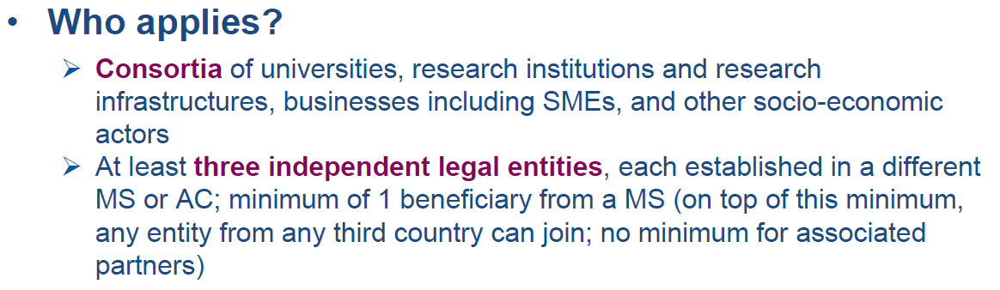 • Who applies?
➢ Consortia of universities, research institutions and research
infrastructures, businesses including SMEs, and other socio-economic
actors
➢ At least three independent legal entities, each established in a different
MS or AC; minimum of 1 beneficiary from a MS (on top of this minimum,
any entity from any third country can join; no minimum for associated
partners)